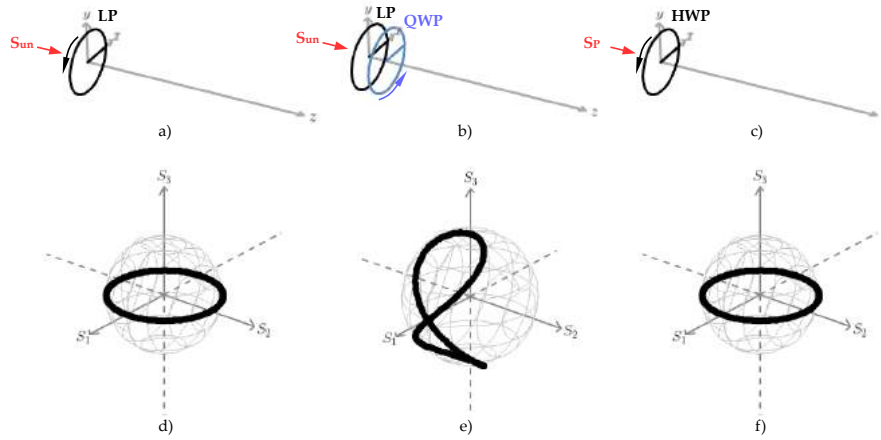 y
LP
x
Sun
z
a)
y
LP
x
QWP
Sun
z
b)
y
HWP
x
SP
c)
S3
S1
S2
d)
S3
S1
S2
e)
S3
S1
S2
f)